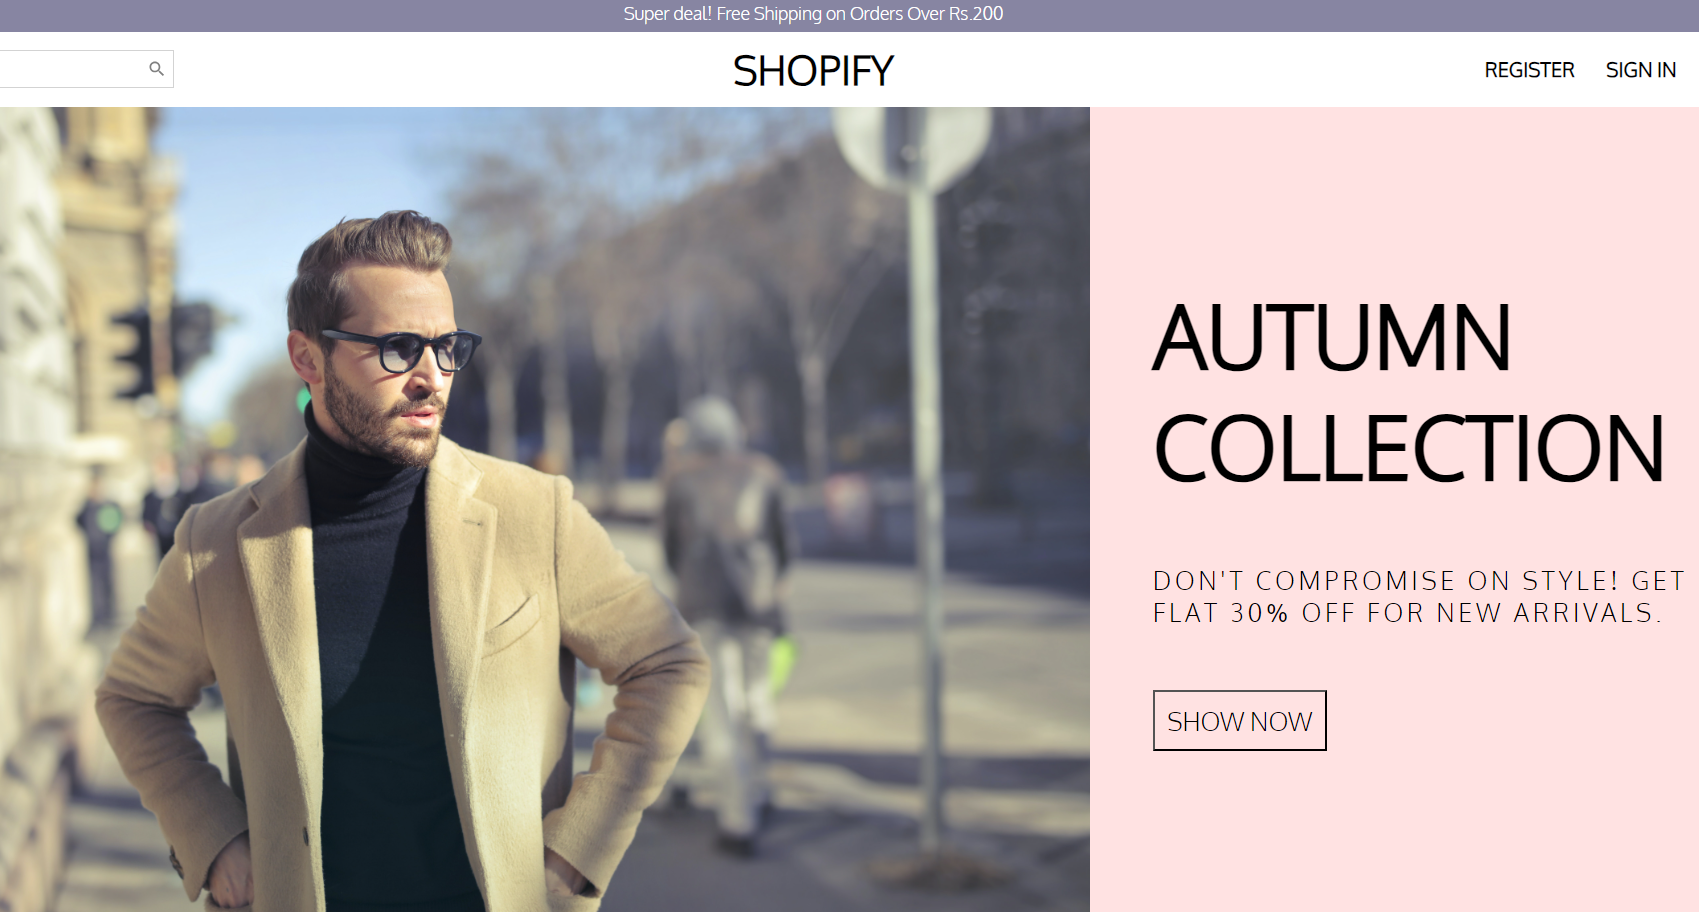 Super deal! Free Shipping on Orders Over Rs.200
SHOPIFY
REGISTER
SIGN IN
AUTUMN
COLLECTION
DON'T COMPROMISE ON STYLE! GET
FLAT 30% OFF FOR NEW ARRIVALS.
SHOW NOW